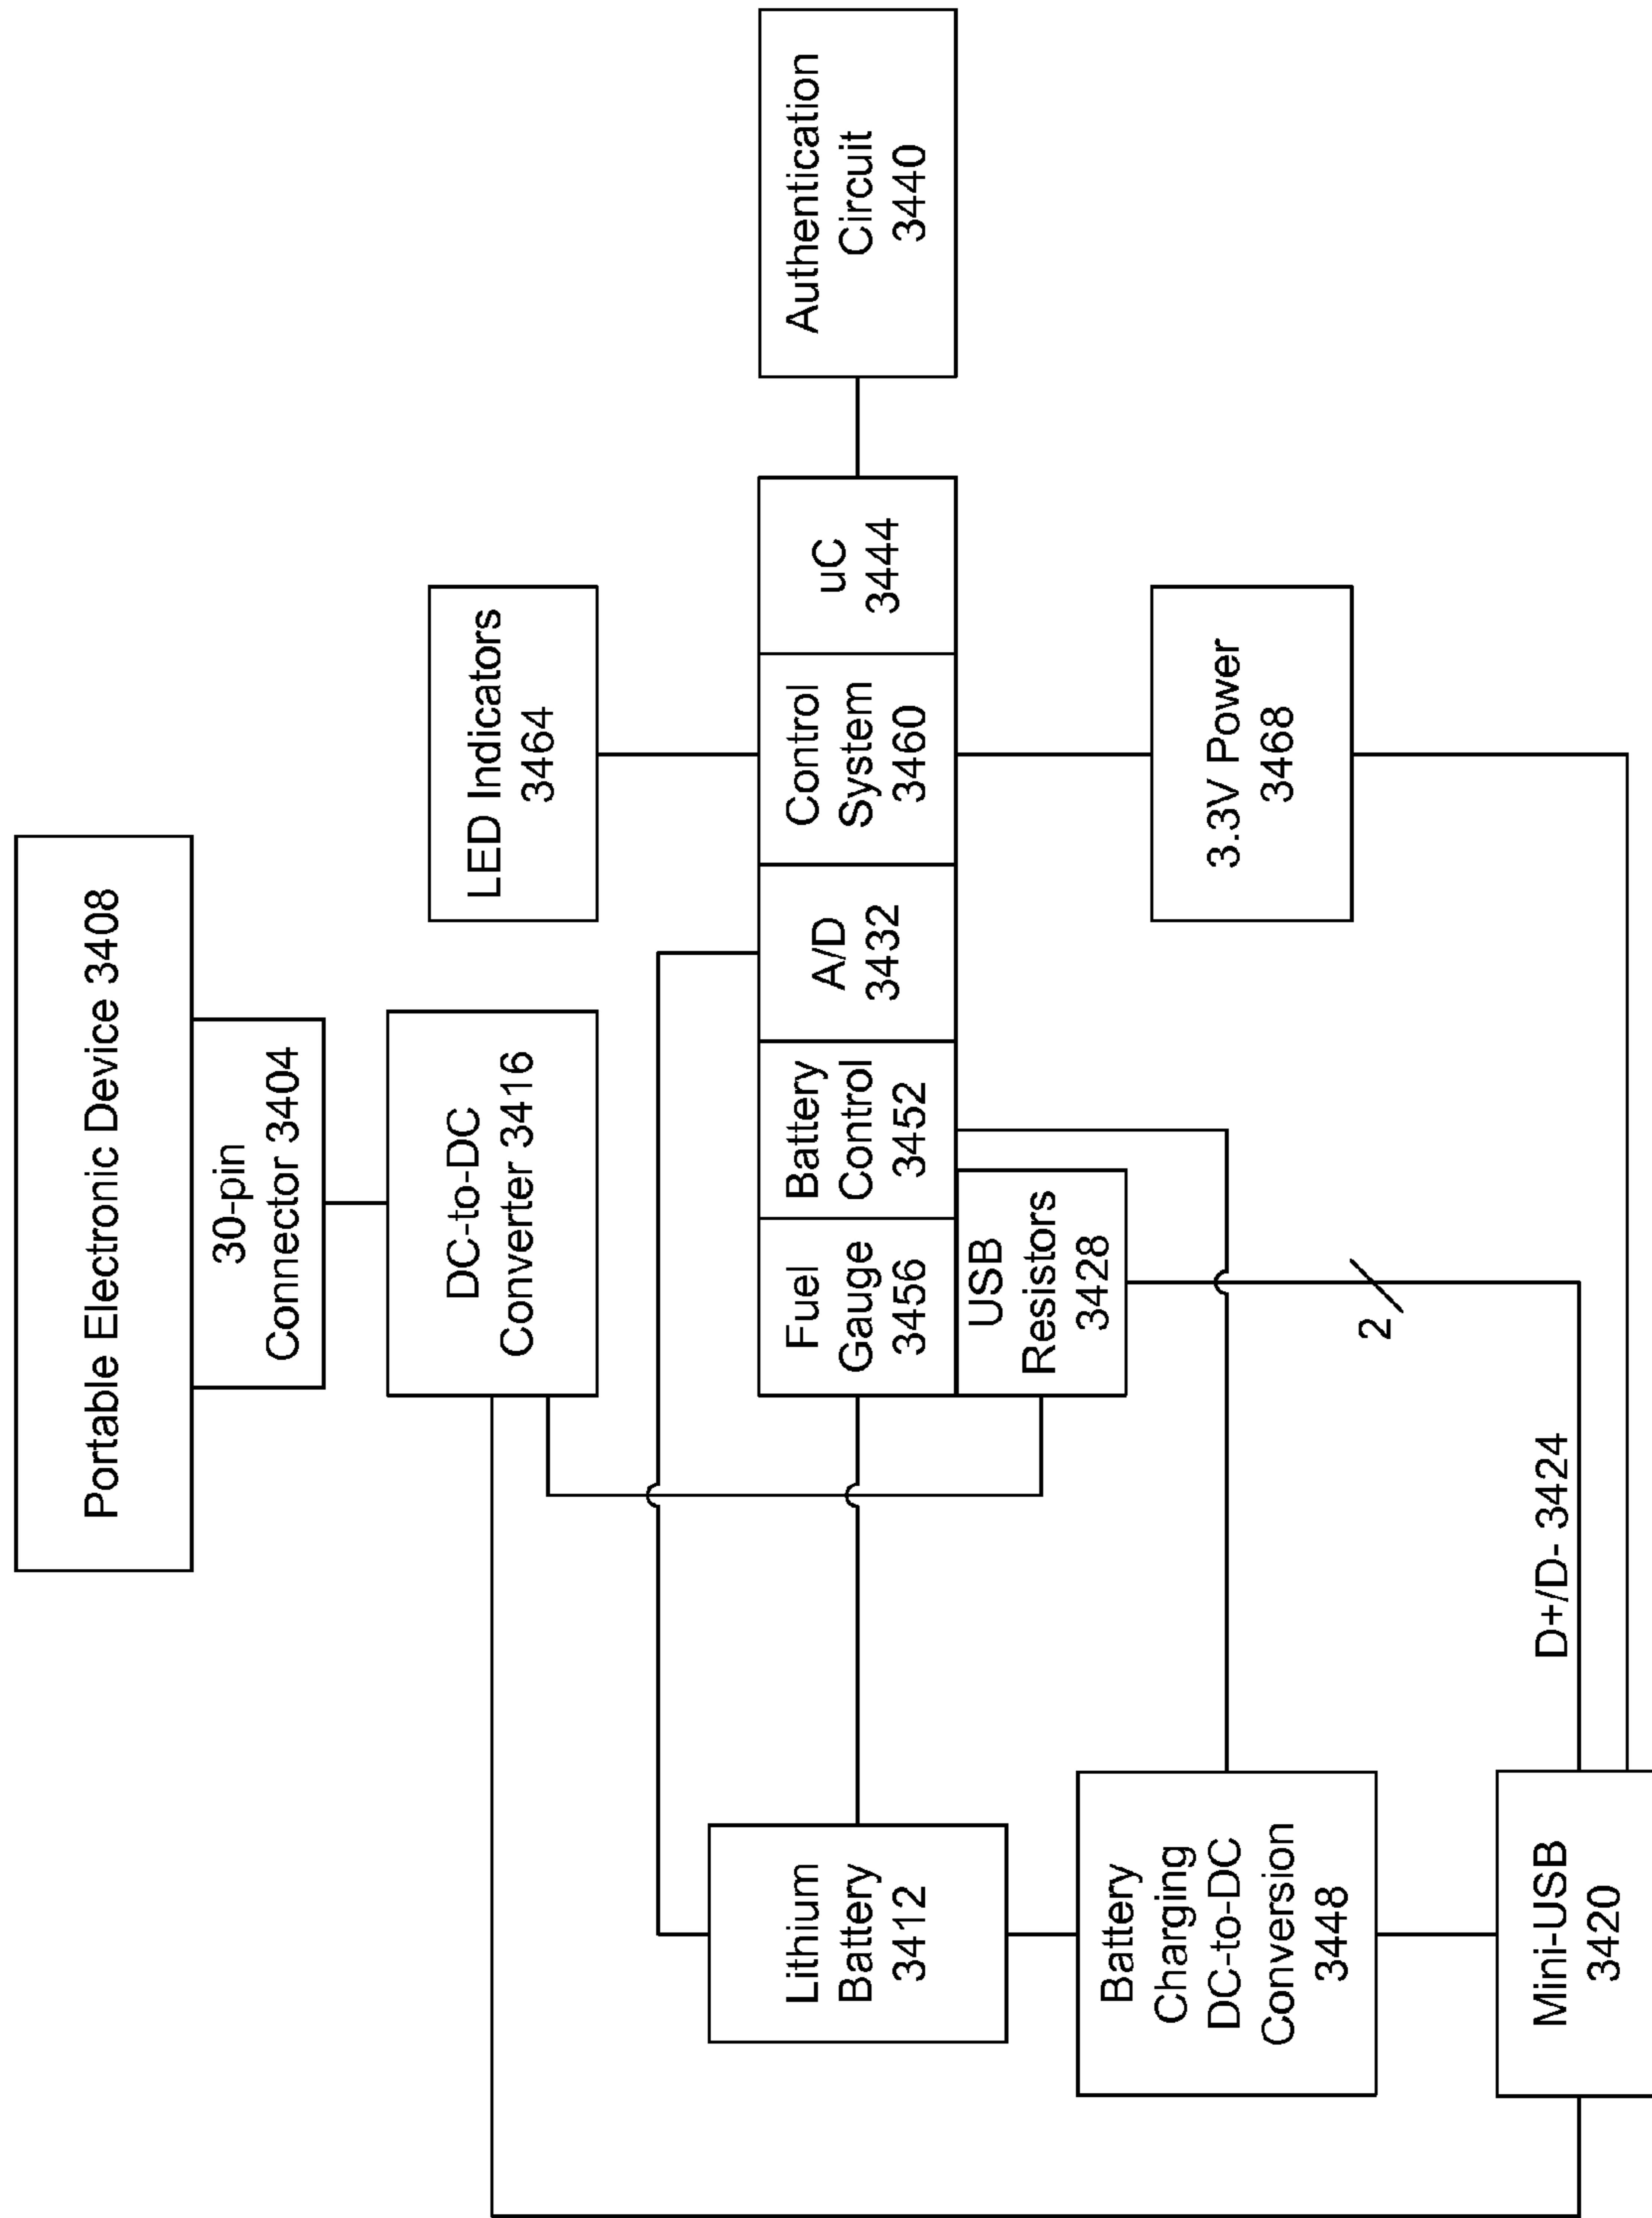 Portable Electronic Device 3408
30-pin
Connector 3404
DC-to-DC
Converter 3416
LED Indicators
3464
Lithium
Battery
3412
Fuel
Gauge
3456
Battery
Control
3452
A/D
3432
Control
System
3460
uC
3444
Authentication
Circuit
3440
USB
Resistors
3428
Battery
Charging
DC-to-DC
Conversion
3448
3.3V Power
3468
2
D+/D- 3424
Mini-USB
3420